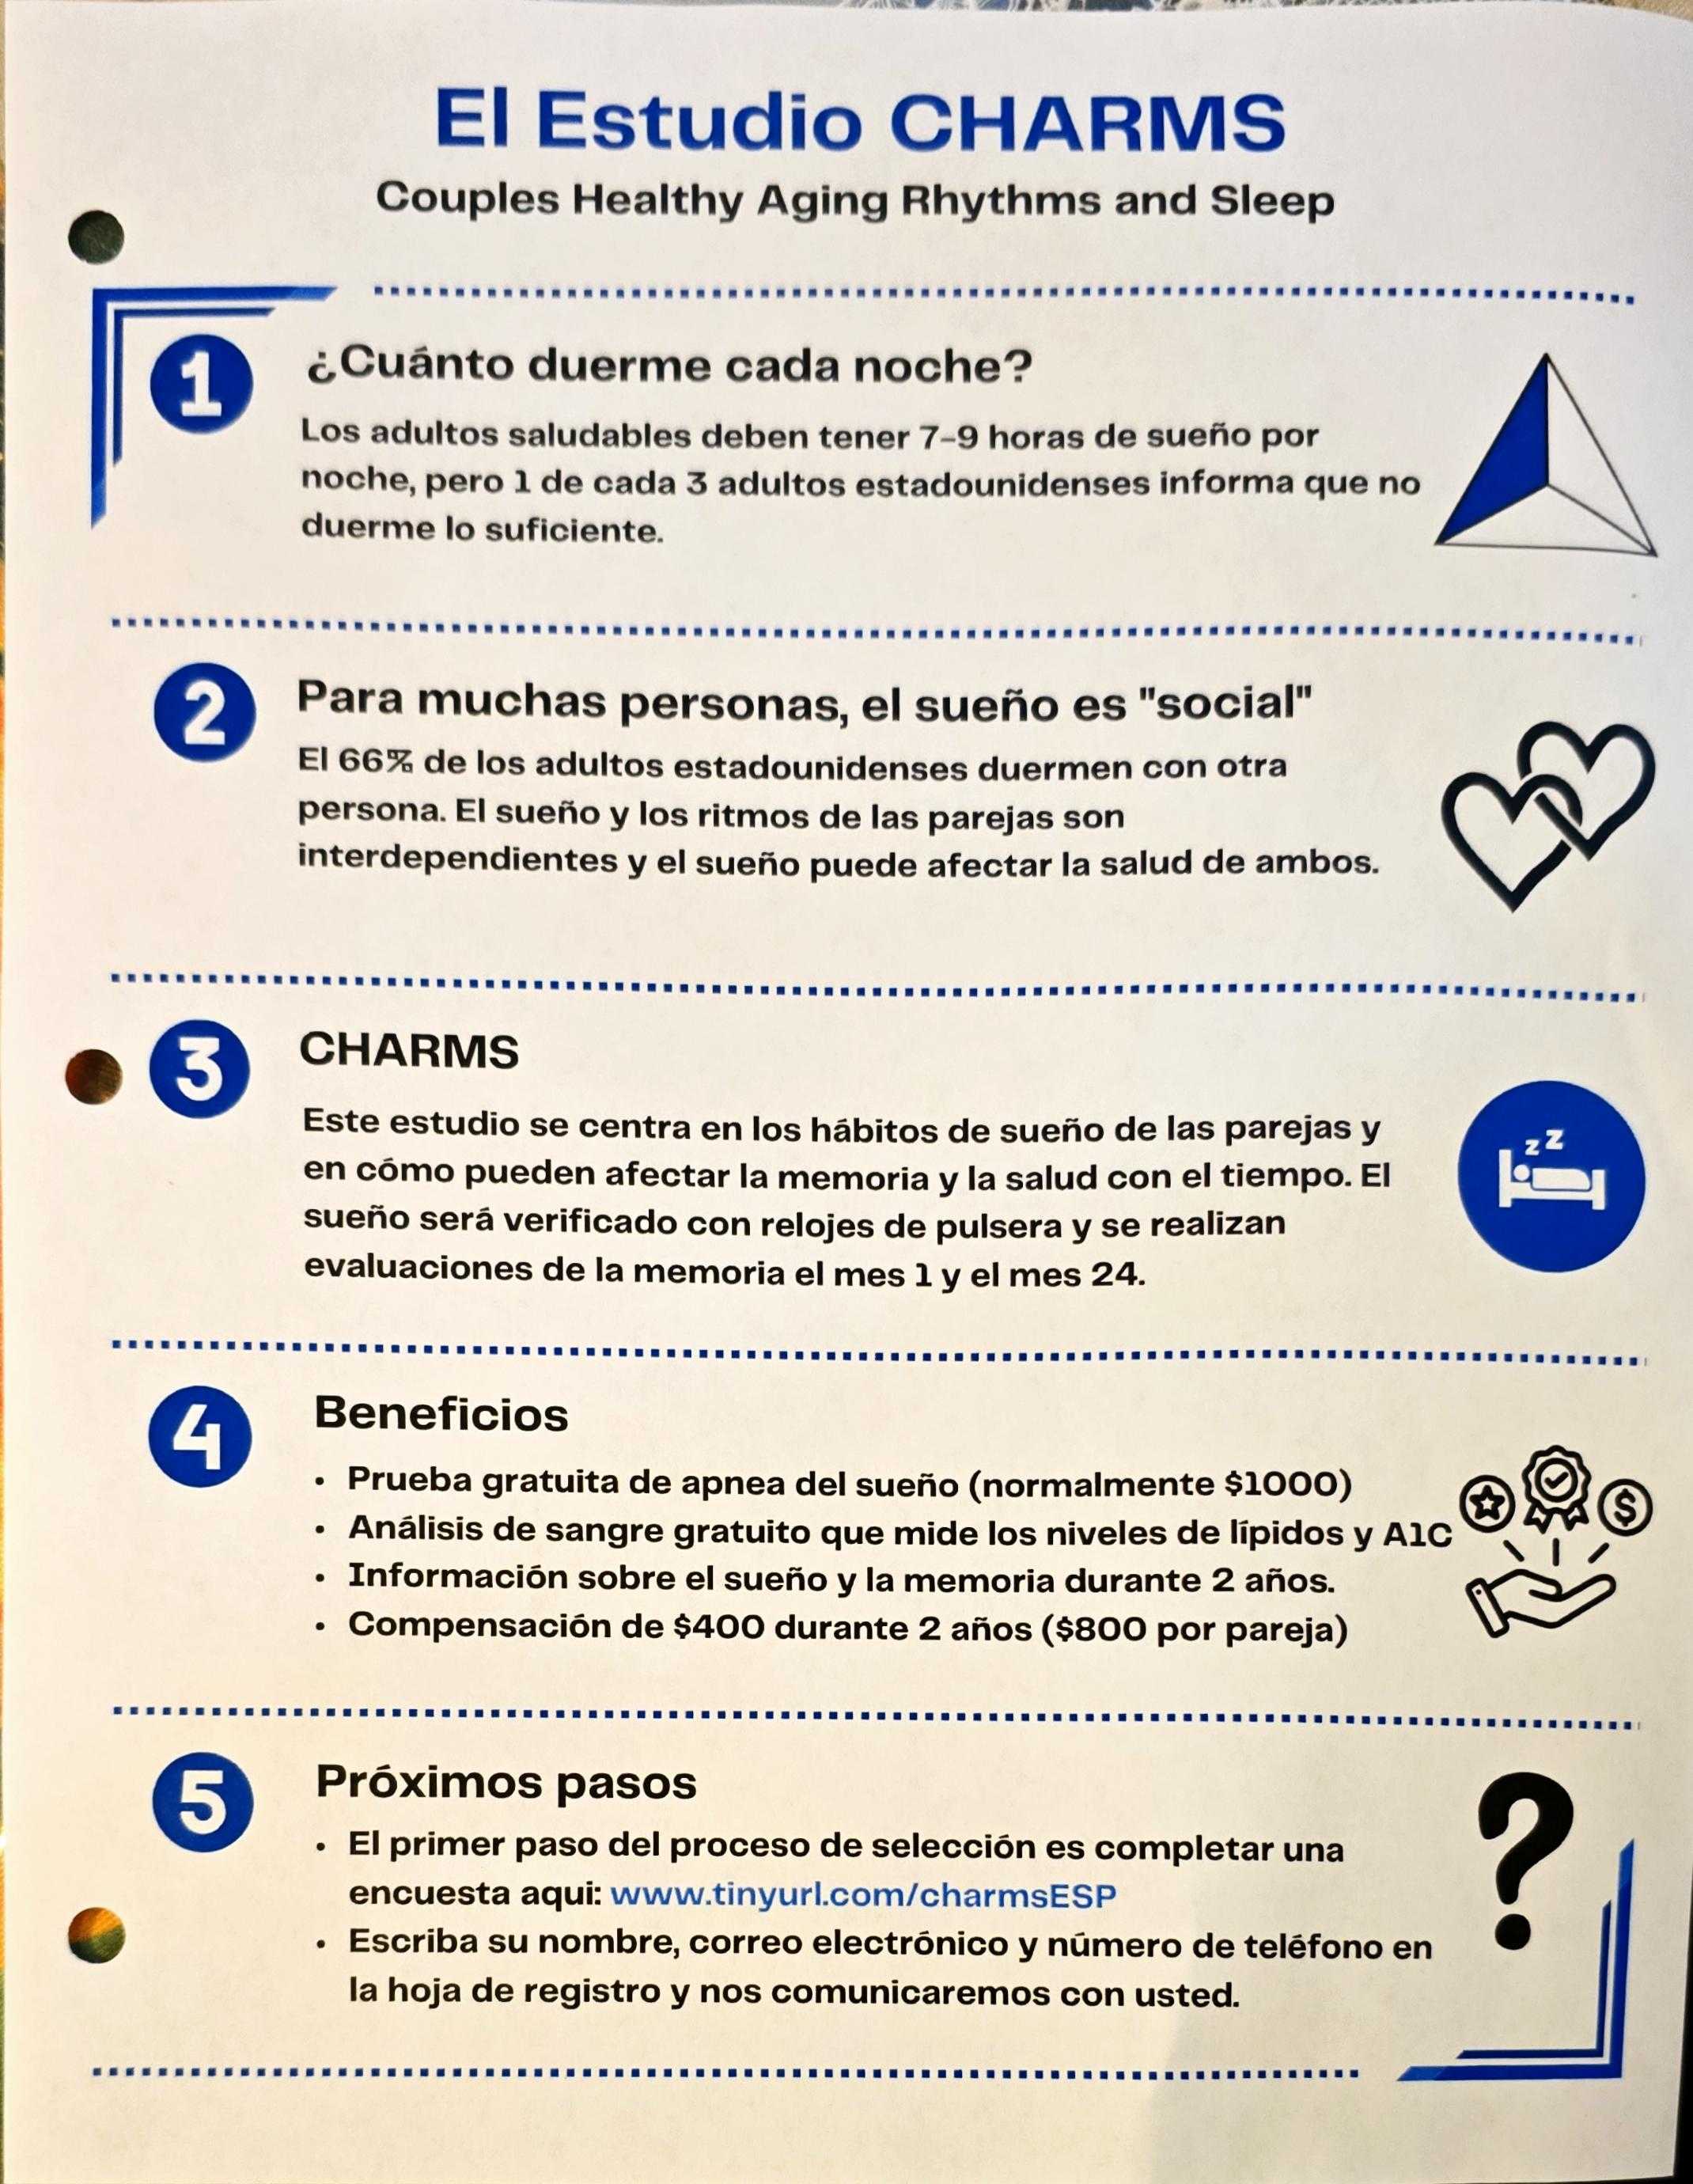 El Estudio CHARMS
Couples Healthy Aging Rhythms and Sleep
1
¿Cuánto duerme cada noche?
Los adultos saludables deben tener 7-9 horas de sueño por
noche, pero 1 de cada 3 adultos estadounidenses informa que no
duerme lo suficiente.
2
Para muchas personas, el sueño es "social"
El 66% de los adultos estadounidenses duermen con otra
persona. El sueño y los ritmos de las parejas son
interdependientes y el sueño puede afectar la salud de ambos.
3
CHARMS
Este estudio se centra en los hábitos de sueño de las parejas y
en cómo pueden afectar la memoria y la salud con el tiempo. El
sueño será verificado con relojes de pulsera y se realizan
evaluaciones de la memoria el mes 1 y el mes 24.
z z
4
Beneficios
• Prueba gratuita de apnea del sueño (normalmente $1000)
• Análisis de sangre gratuito que mide los niveles de lípidos y A1C
• Información sobre el sueño y la memoria durante 2 años.
• Compensación de $400 durante 2 años ($800 por pareja)
$
5
Próximos pasos
• El primer paso del proceso de selección es completar una
encuesta aqui: www.tinyurl.com/charmsESP
• Escriba su nombre, correo electrónico y número de teléfono en
la hoja de registro y nos comunicaremos con usted.
?